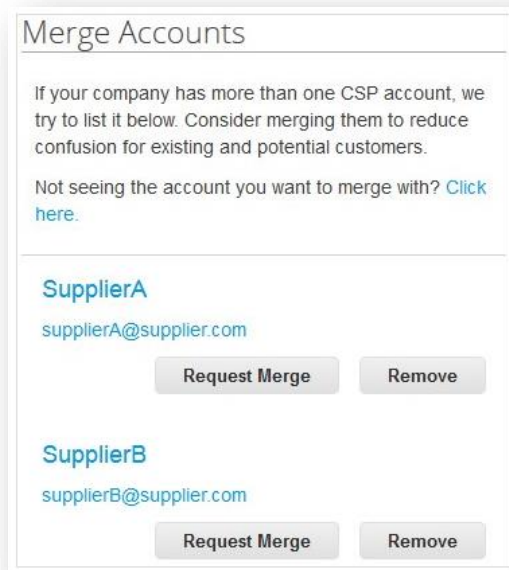 Merge Accounts
If your company has more than one CSP account, we
try to list it below. Consider merging them to reduce
confusion for existing and potential customers.
Not seeing the account you want to merge with? Click
here.
SupplierA
supplierA@supplier.com
Request Merge Remove
SupplierB
supplierB@supplier.com
Request Merge Remove